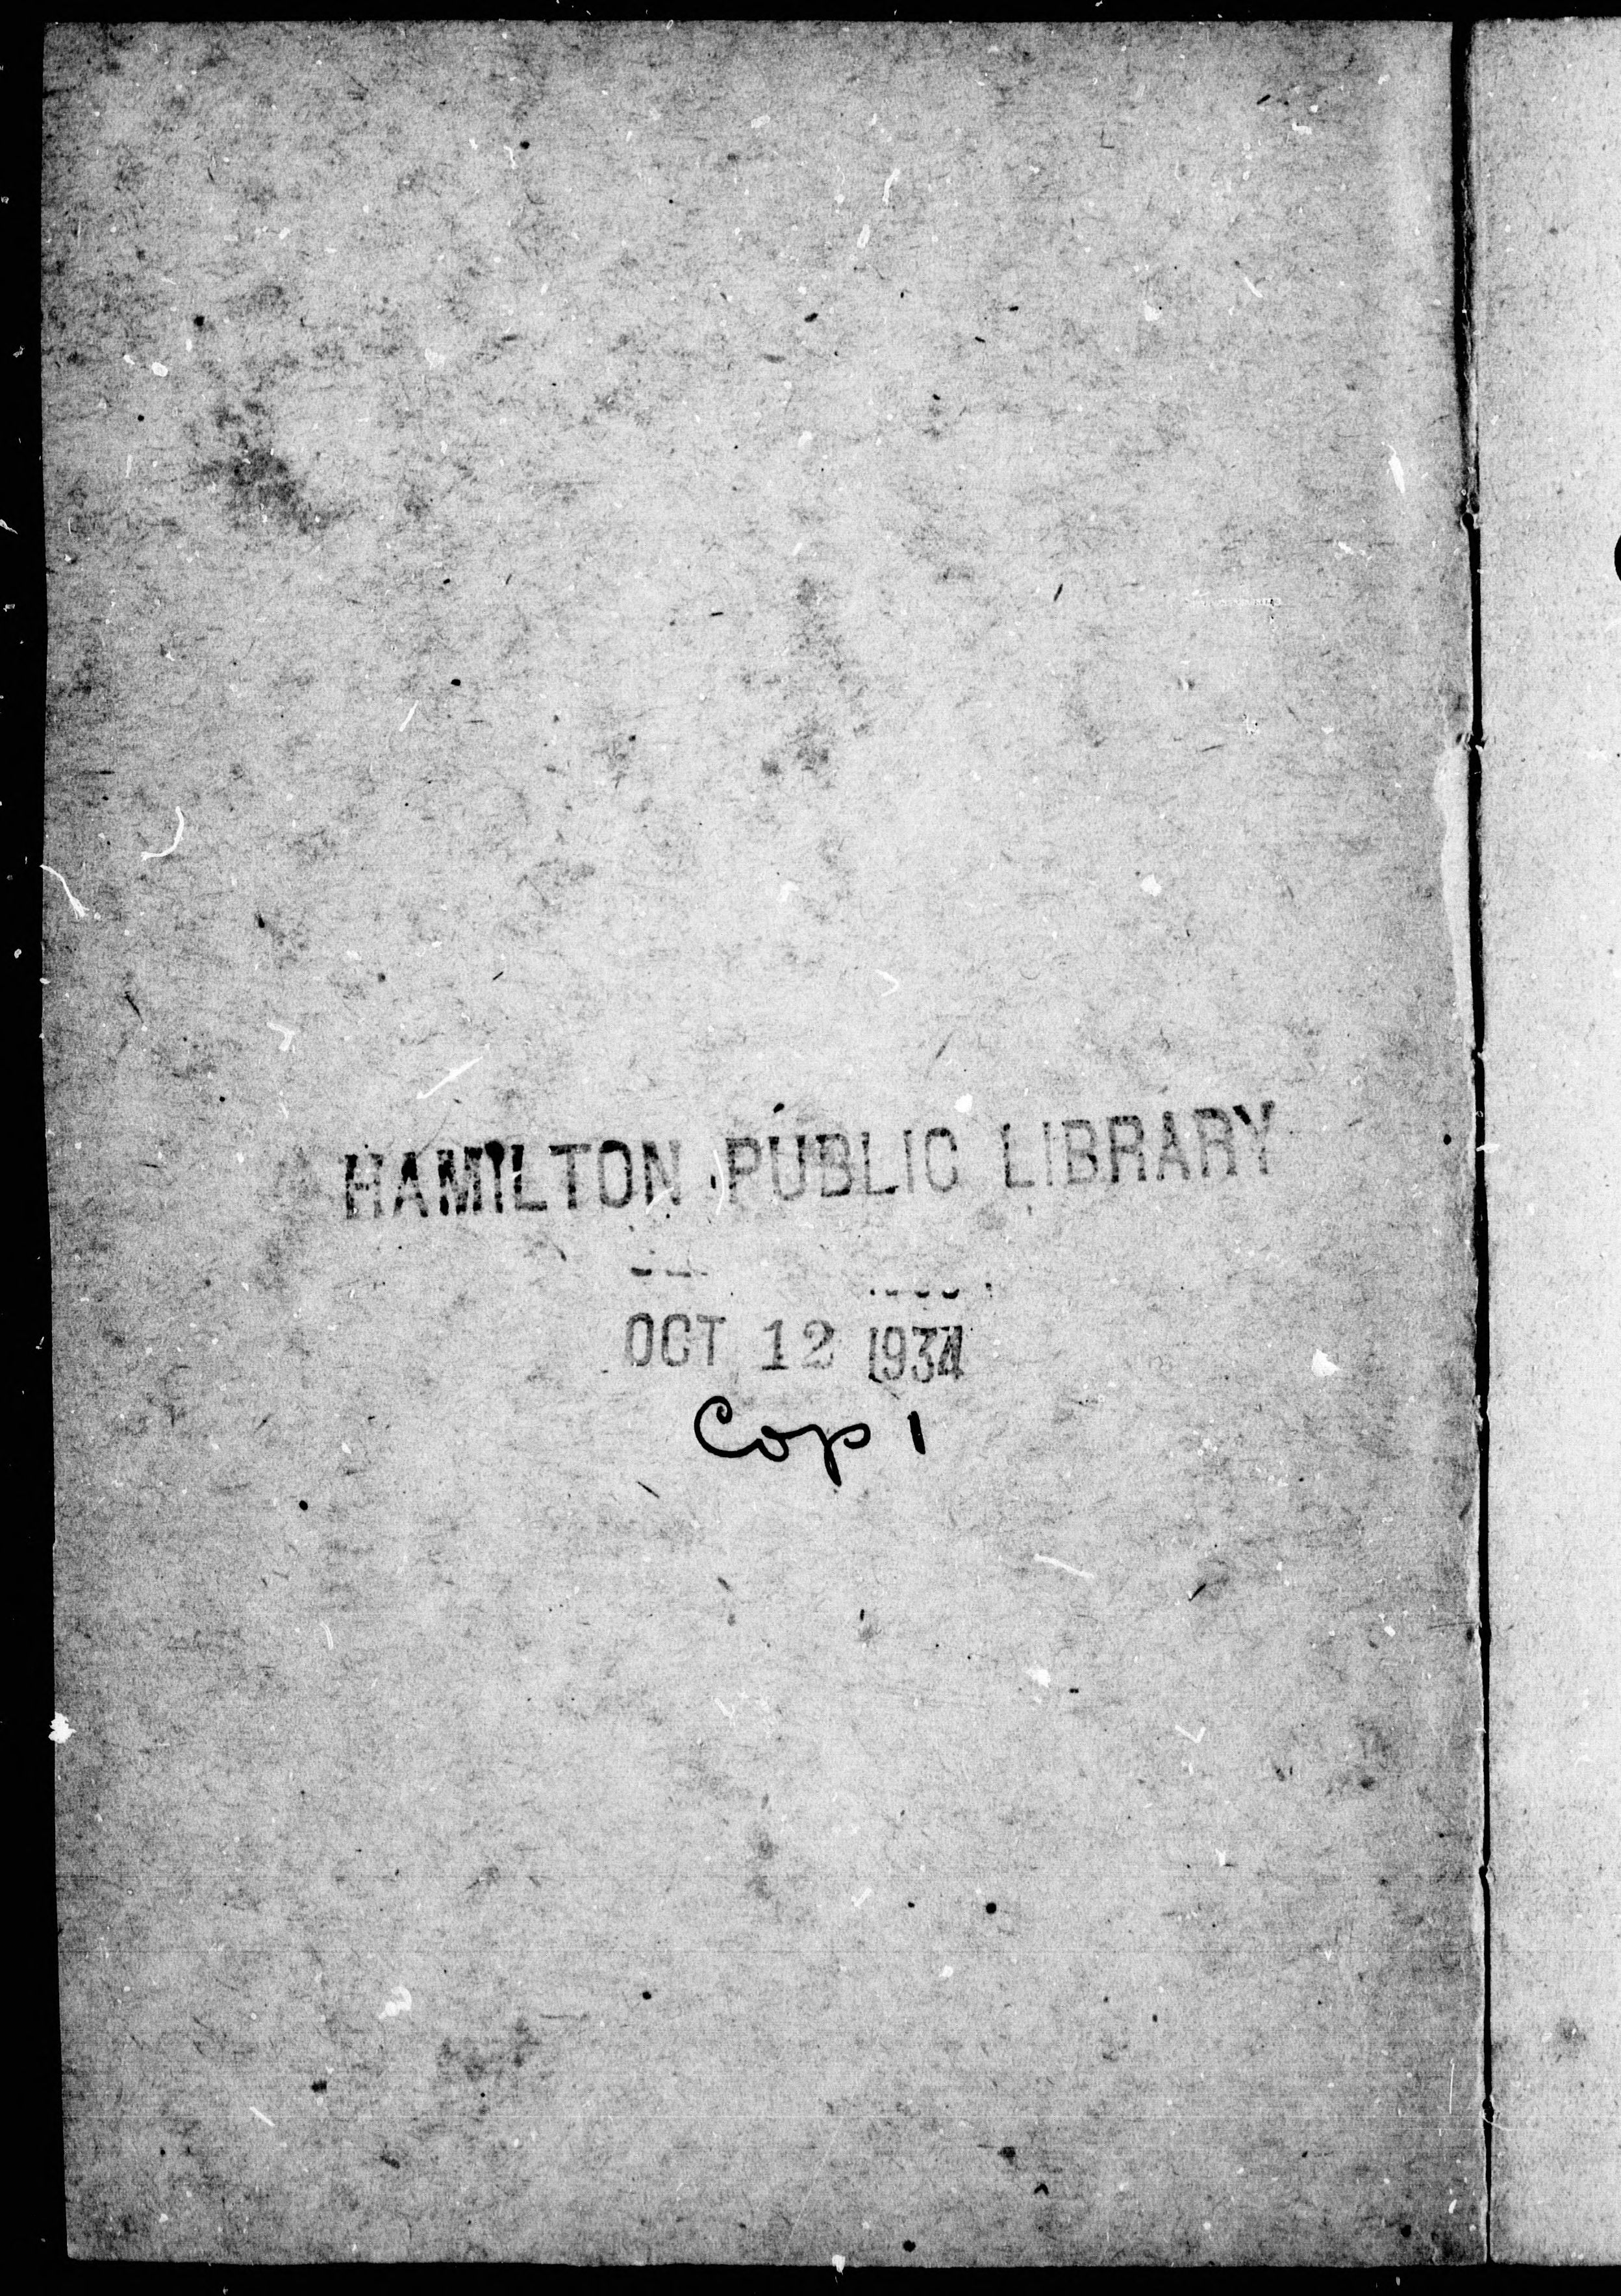 HAMILTON PUBLIC LIBRARY
OCT 12 1934
Cop 1